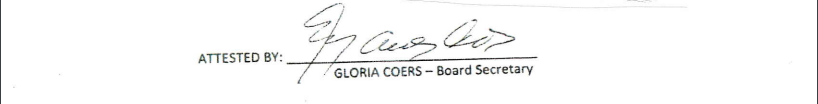 ATTESTED BY:
GLORIA COERS – Board Secretary